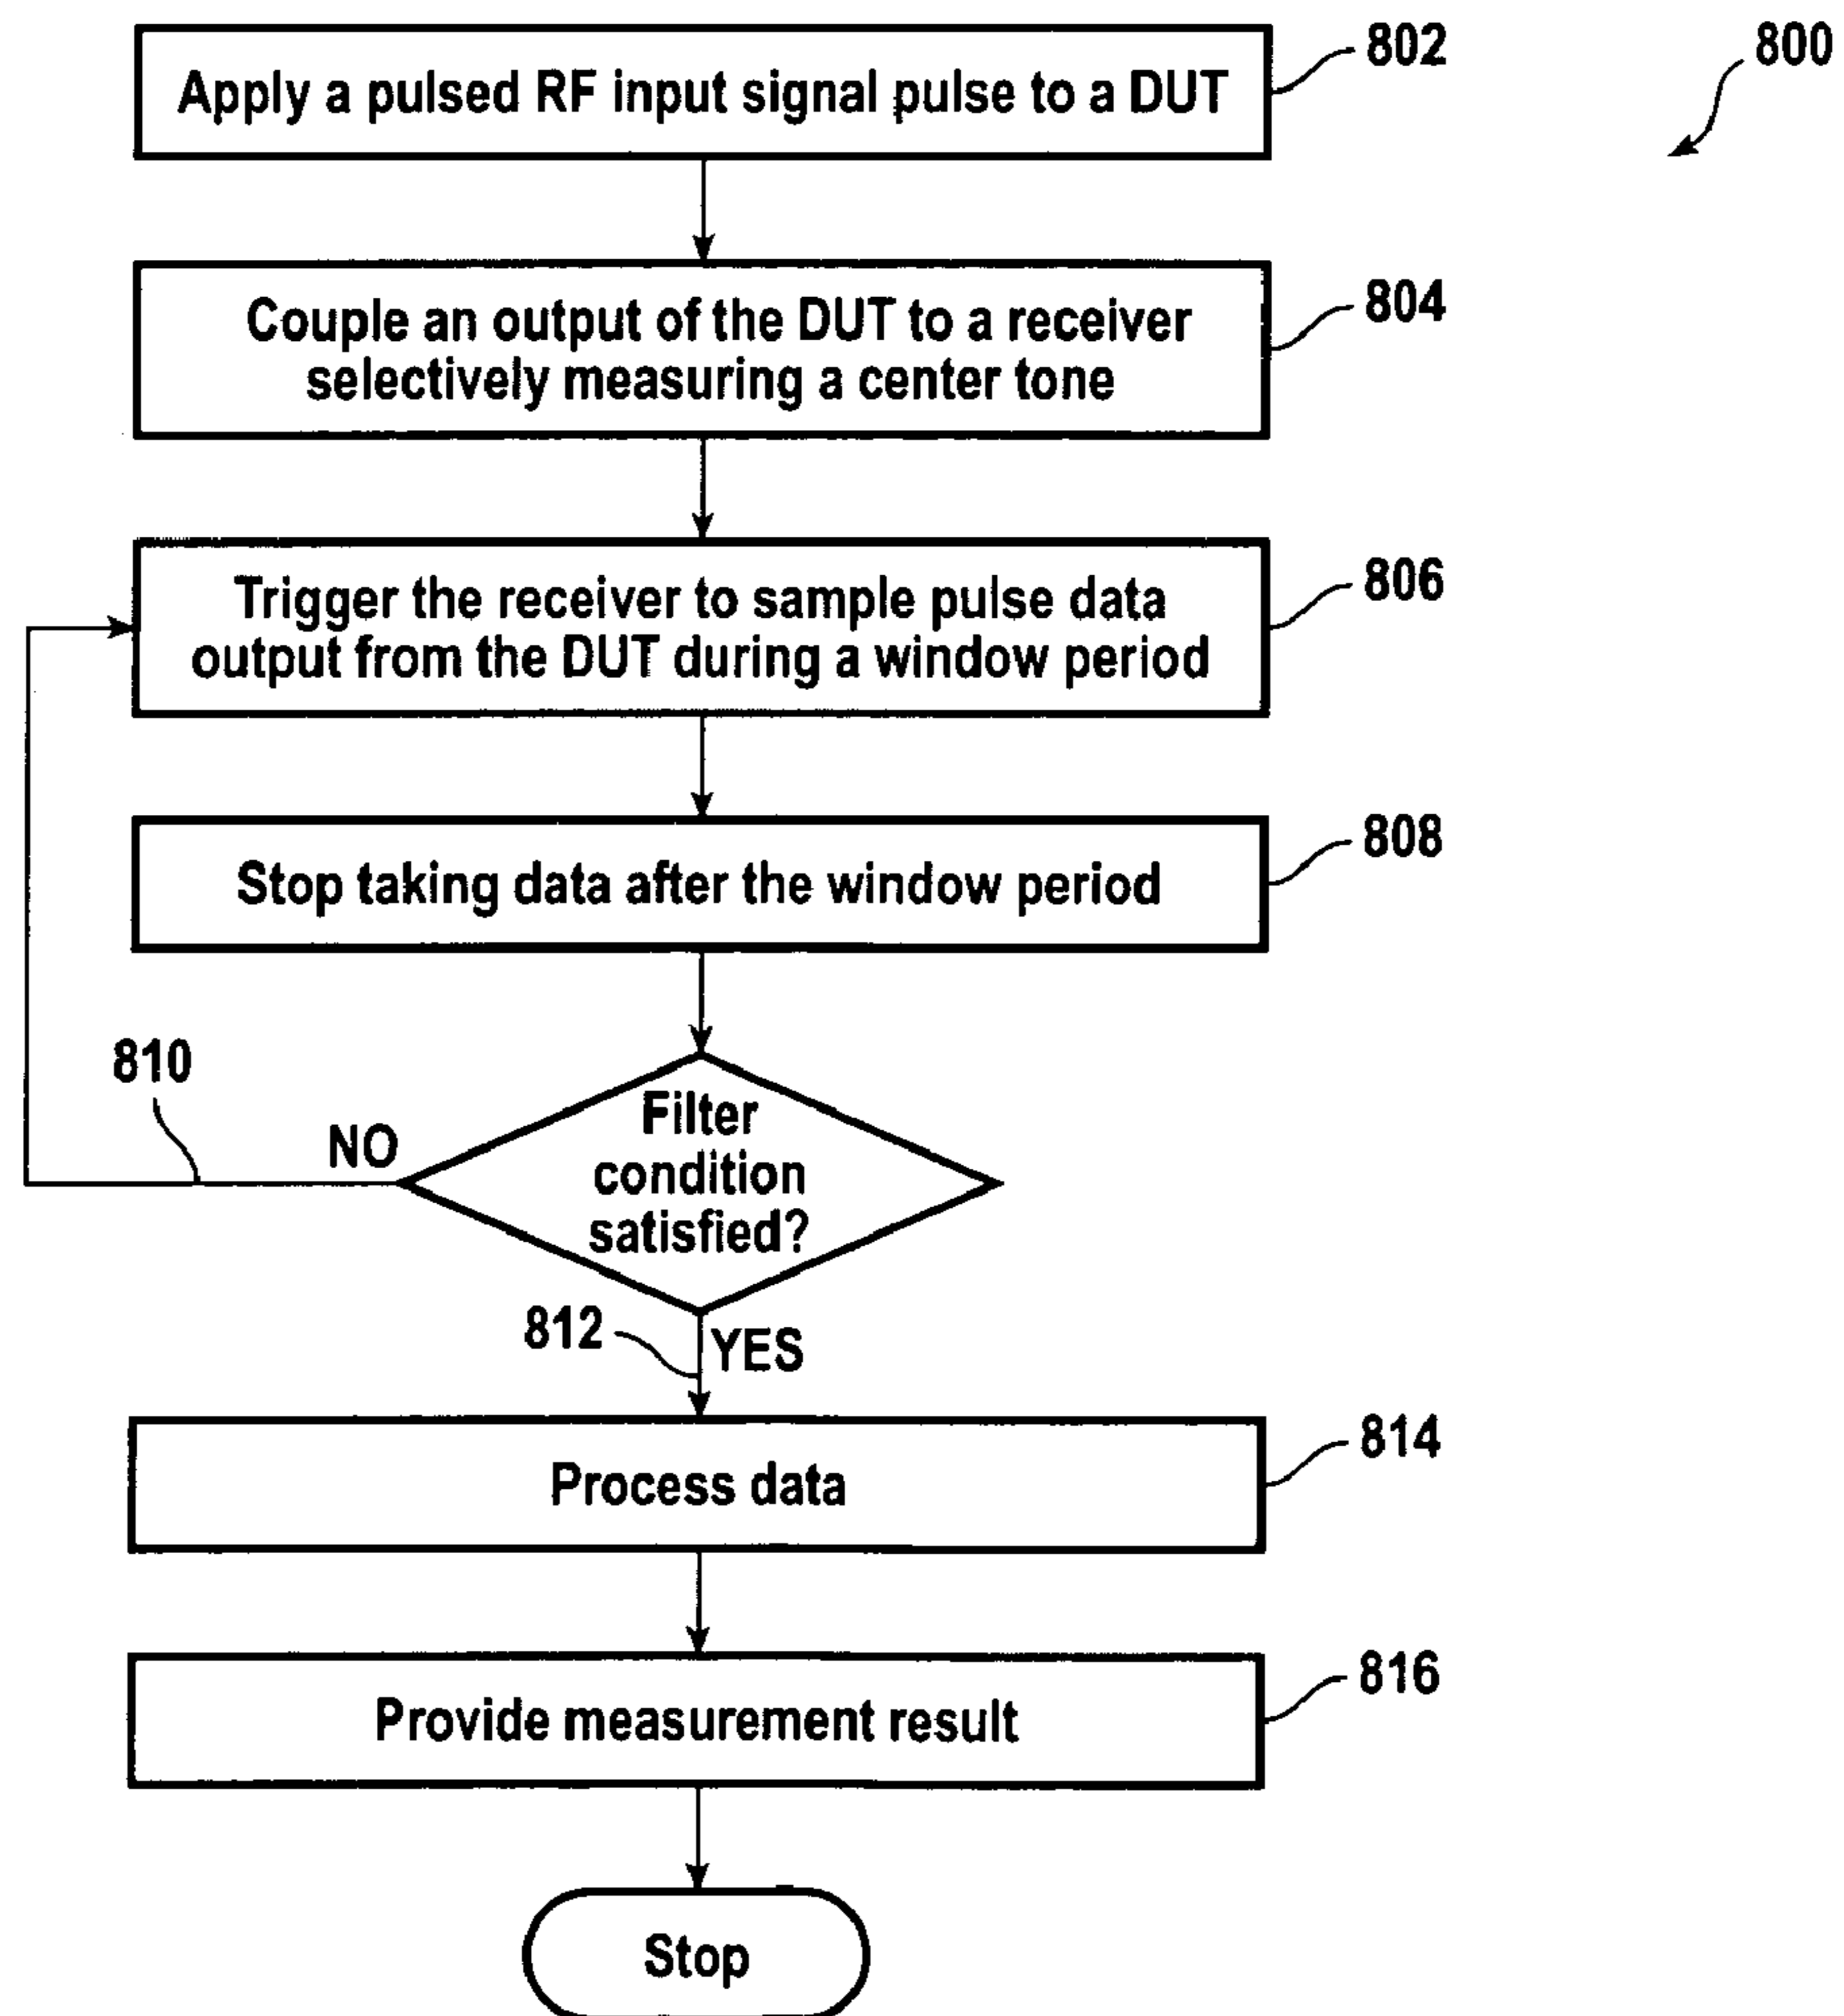 802
800
Apply a pulsed RF input signal pulse to a DUT
804
Couple an output of the DUT to a receiver
selectively measuring a center tone
806
Trigger the receiver to sample pulse data
output from the DUT during a window period
808
Stop taking data after the window period
810
NO
Filter
condition
satisfied?
812
YES
814
Process data
816
Provide measurement result
Stop